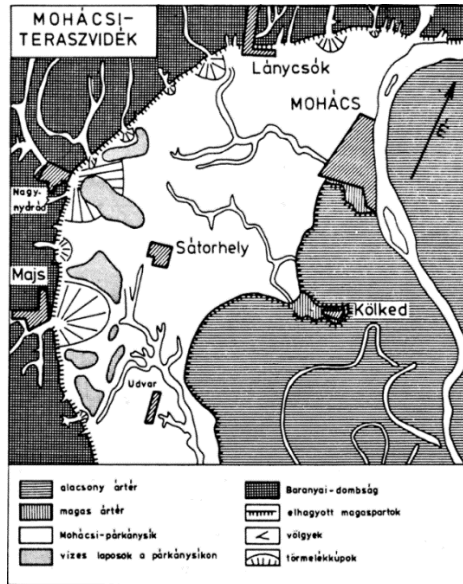 MOHÁCSI-
TERASZVIDÉK
Lánycsók
MOHÁCS
É
Nagy-
nyárád
Sátorhely
Majs
Kölked
Udvar
alacsony ártér
magas ártér
Mohácsi-párkánysík
vizes laposok a párkánysíkon
Baranyai-dombság
elhagyott magaspartok
völgyek
törmelékkúpok